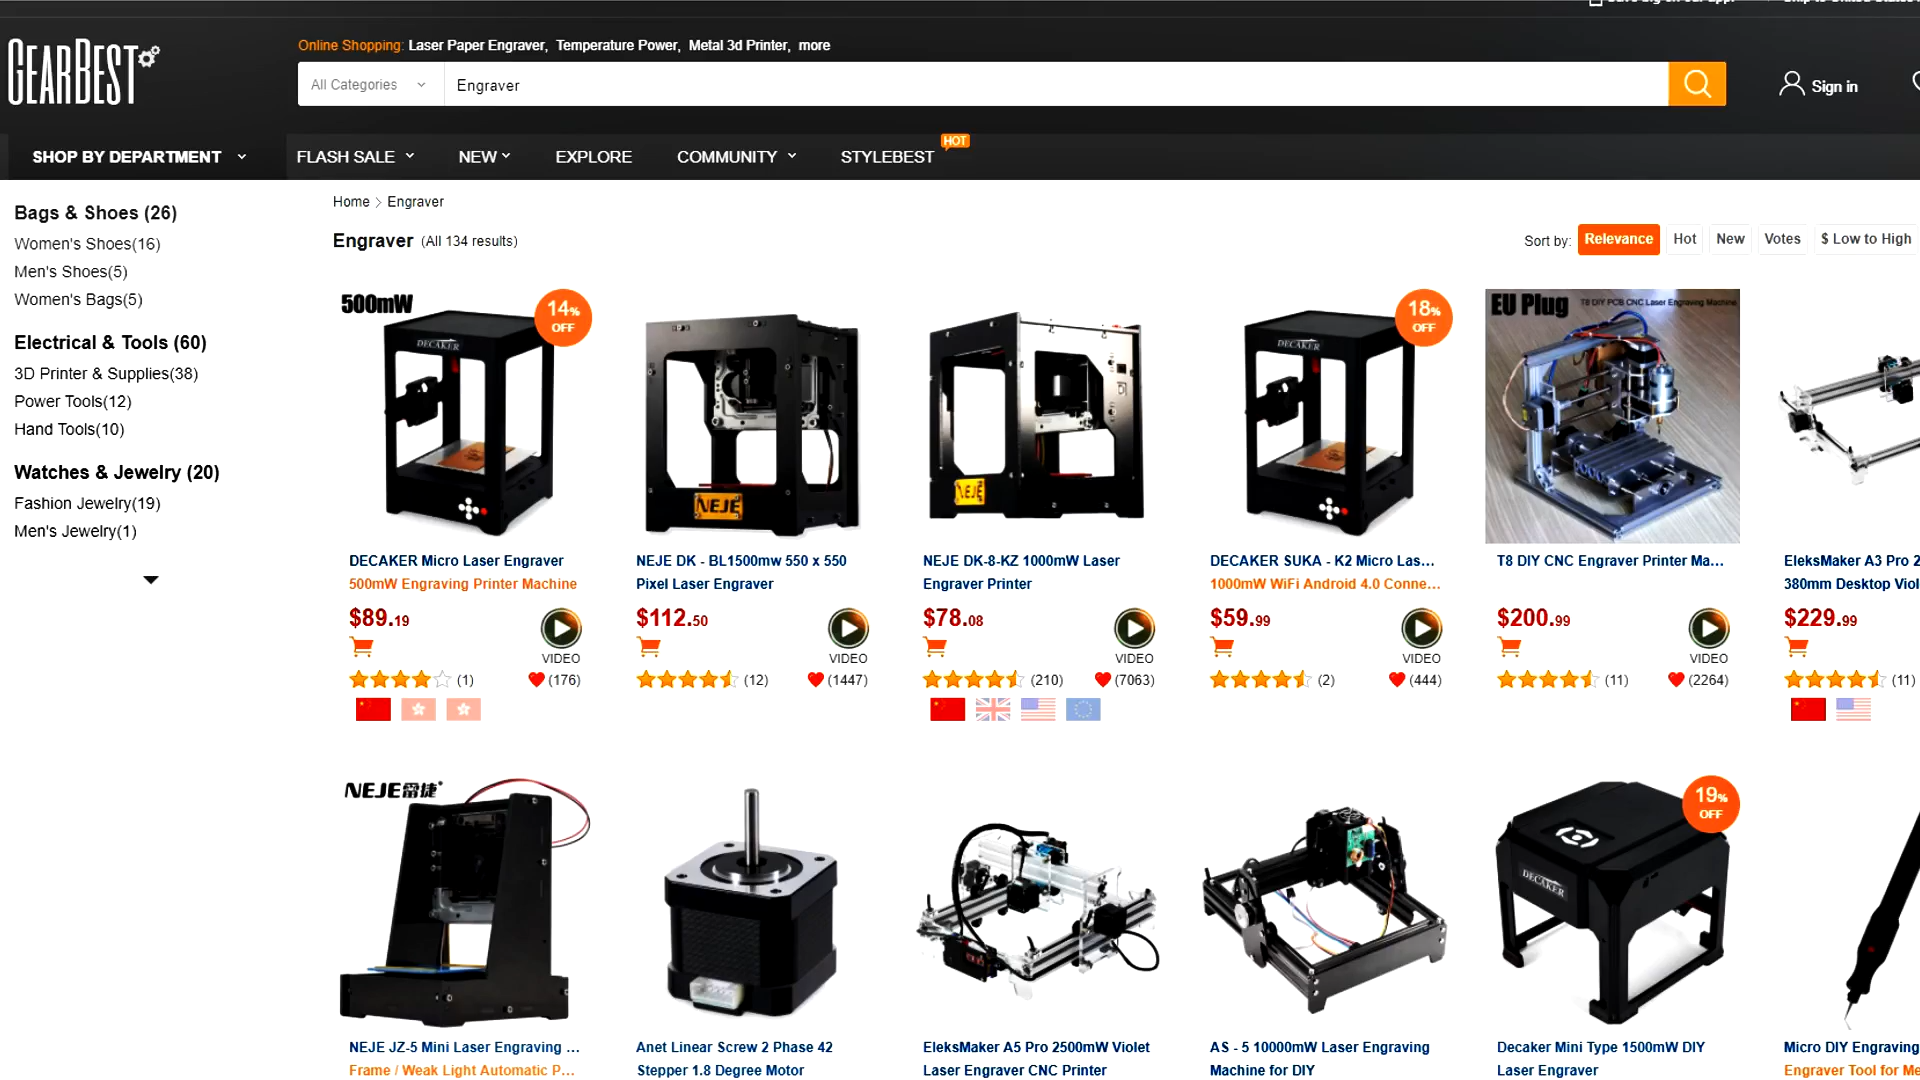 GEARBEST
Online Shopping: Laser Paper Engraver, Temperature Power, Metal 3d Printer, more
All Categories
Engraver
Sign in
SHOP BY DEPARTMENT
FLASH SALE
NEW
EXPLORE
COMMUNITY
STYLEBEST
HOT
Bags & Shoes (26)
Women's Shoes(16)
Men's Shoes(5)
Women's Bags(5)
Electrical & Tools (60)
3D Printer & Supplies(38)
Power Tools(12)
Hand Tools(10)
Watches & Jewelry (20)
Fashion Jewelry(19)
Men's Jewelry(1)
Home > Engraver
Engraver (All 134 results)
Sort by: Relevance Hot New Votes $ Low to High
500mW
14% OFF
DECAKER
NEJE
NEJE
18% OFF
DECAKER
EU Plug
T8 DIY PCB CNC Laser Engraving Machine
DECAKER Micro Laser Engraver
500mW Engraving Printer Machine
$89.19
VIDEO
(1)
(176)
NEJE DK - BL1500mw 550 x 550
Pixel Laser Engraver
$112.50
VIDEO
(12)
(1447)
NEJE DK-8-KZ 1000mW Laser
Engraver Printer
$78.08
VIDEO
(210)
(7063)
DECAKER SUKA - K2 Micro Las...
1000mW WiFi Android 4.0 Conne...
$59.99
VIDEO
(2)
(444)
T8 DIY CNC Engraver Printer Ma...
$200.99
VIDEO
(11)
(2264)
EleksMaker A3 Pro 2
380mm Desktop Viol
$229.99
(11)
NEJE雷捷
19% OFF
DECAKER
NEJE JZ-5 Mini Laser Engraving ...
Frame / Weak Light Automatic P...
Anet Linear Screw 2 Phase 42
Stepper 1.8 Degree Motor
EleksMaker A5 Pro 2500mW Violet
Laser Engraver CNC Printer
AS - 5 10000mW Laser Engraving
Machine for DIY
Decaker Mini Type 1500mW DIY
Laser Engraver
Micro DIY Engraving
Engraver Tool for Me